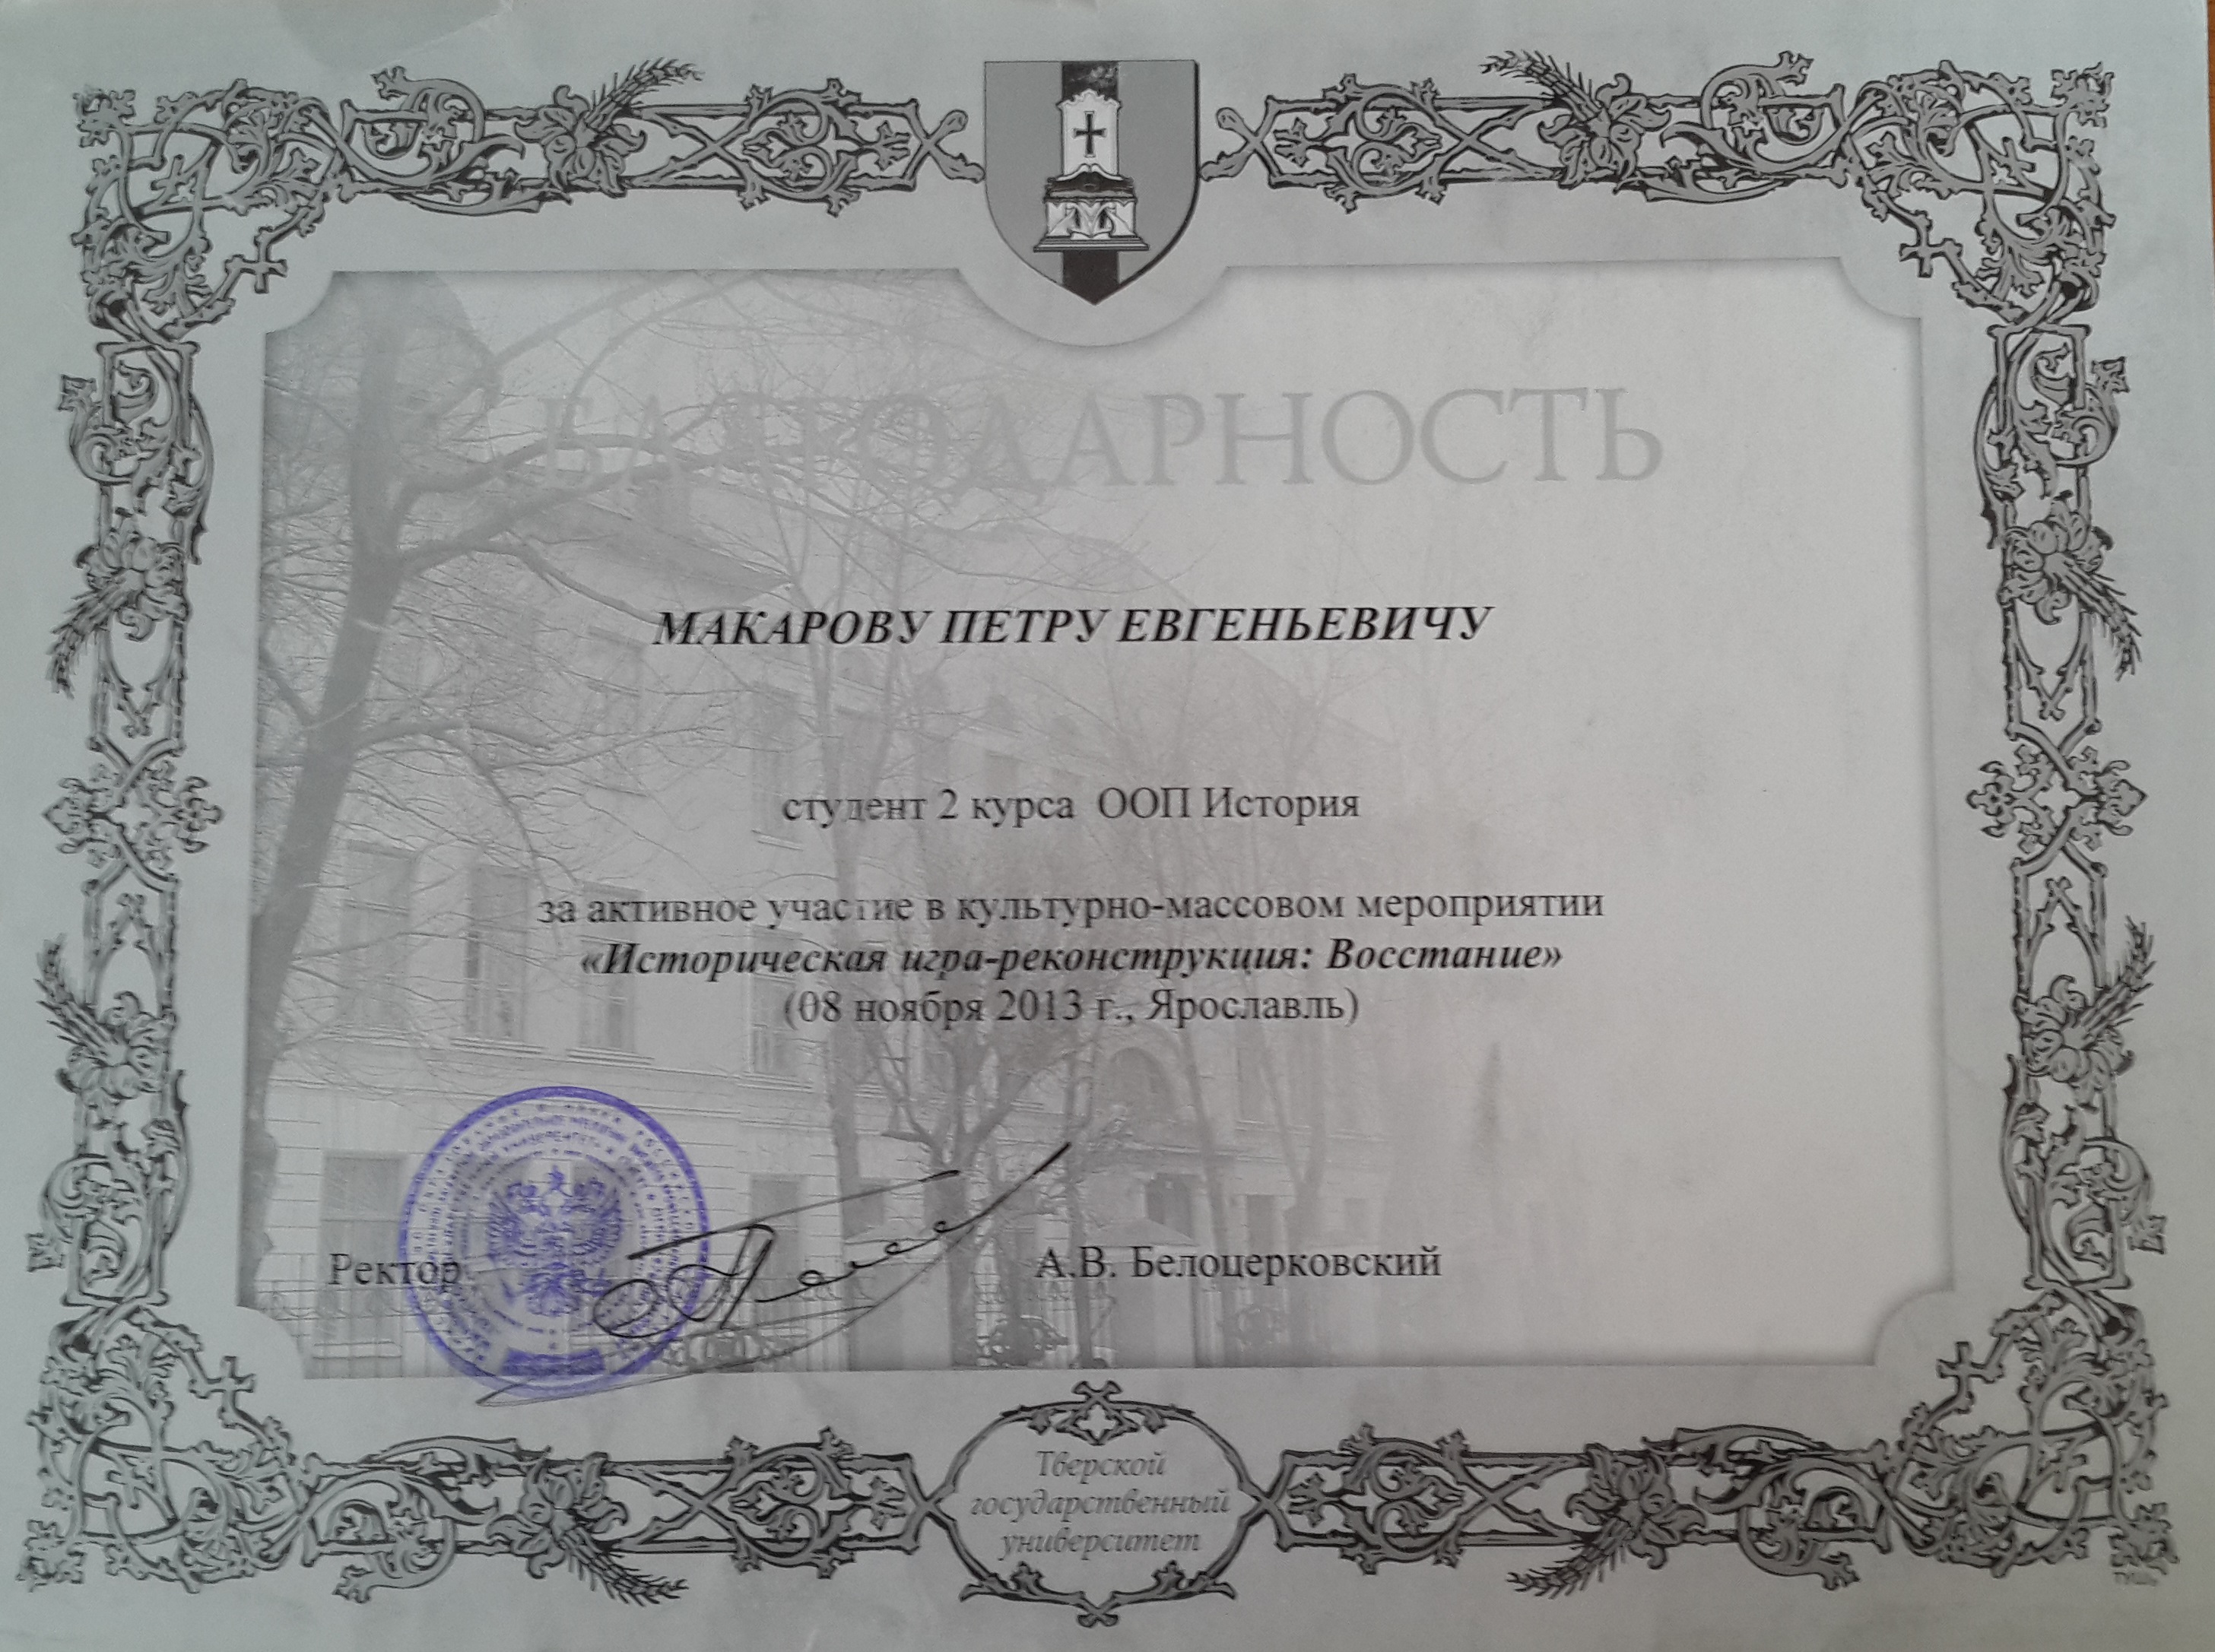 БЛАГОДАРНОСТЬ
МАКАРОВУ ПЕТРУ ЕВГЕНЬЕВИЧУ
студент 2 курса ООП История
за активное участие в культурно-массовом мероприятии
«Историческая игра-реконструкция: Восстание»
(08 ноября 2013 г., Ярославль)
Ректор
А.В. Белоцерковский
Тверской
государственный
университет